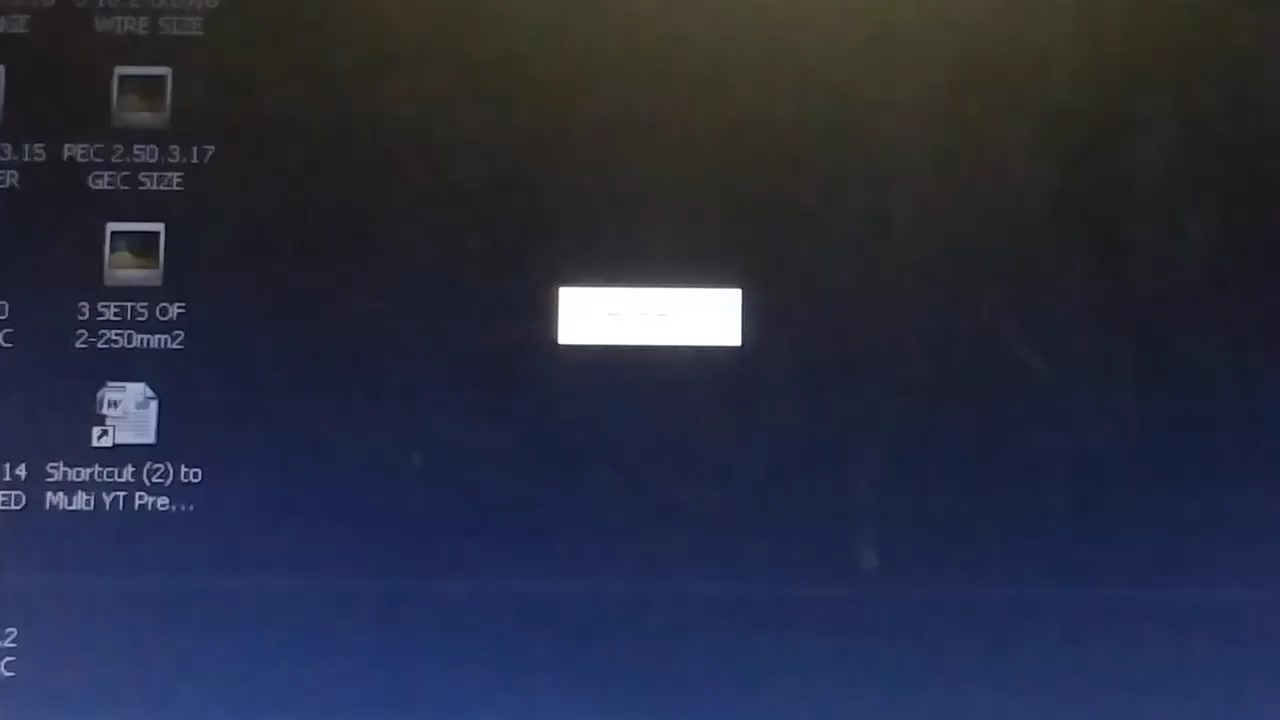 WIRE SIZE
3.15
ER
PEC 2.50.3.17
GEC SIZE
3 SETS OF
2-250mm2
C
14
ED
Shortcut (2) to
Multi YT Pre...
.2
C